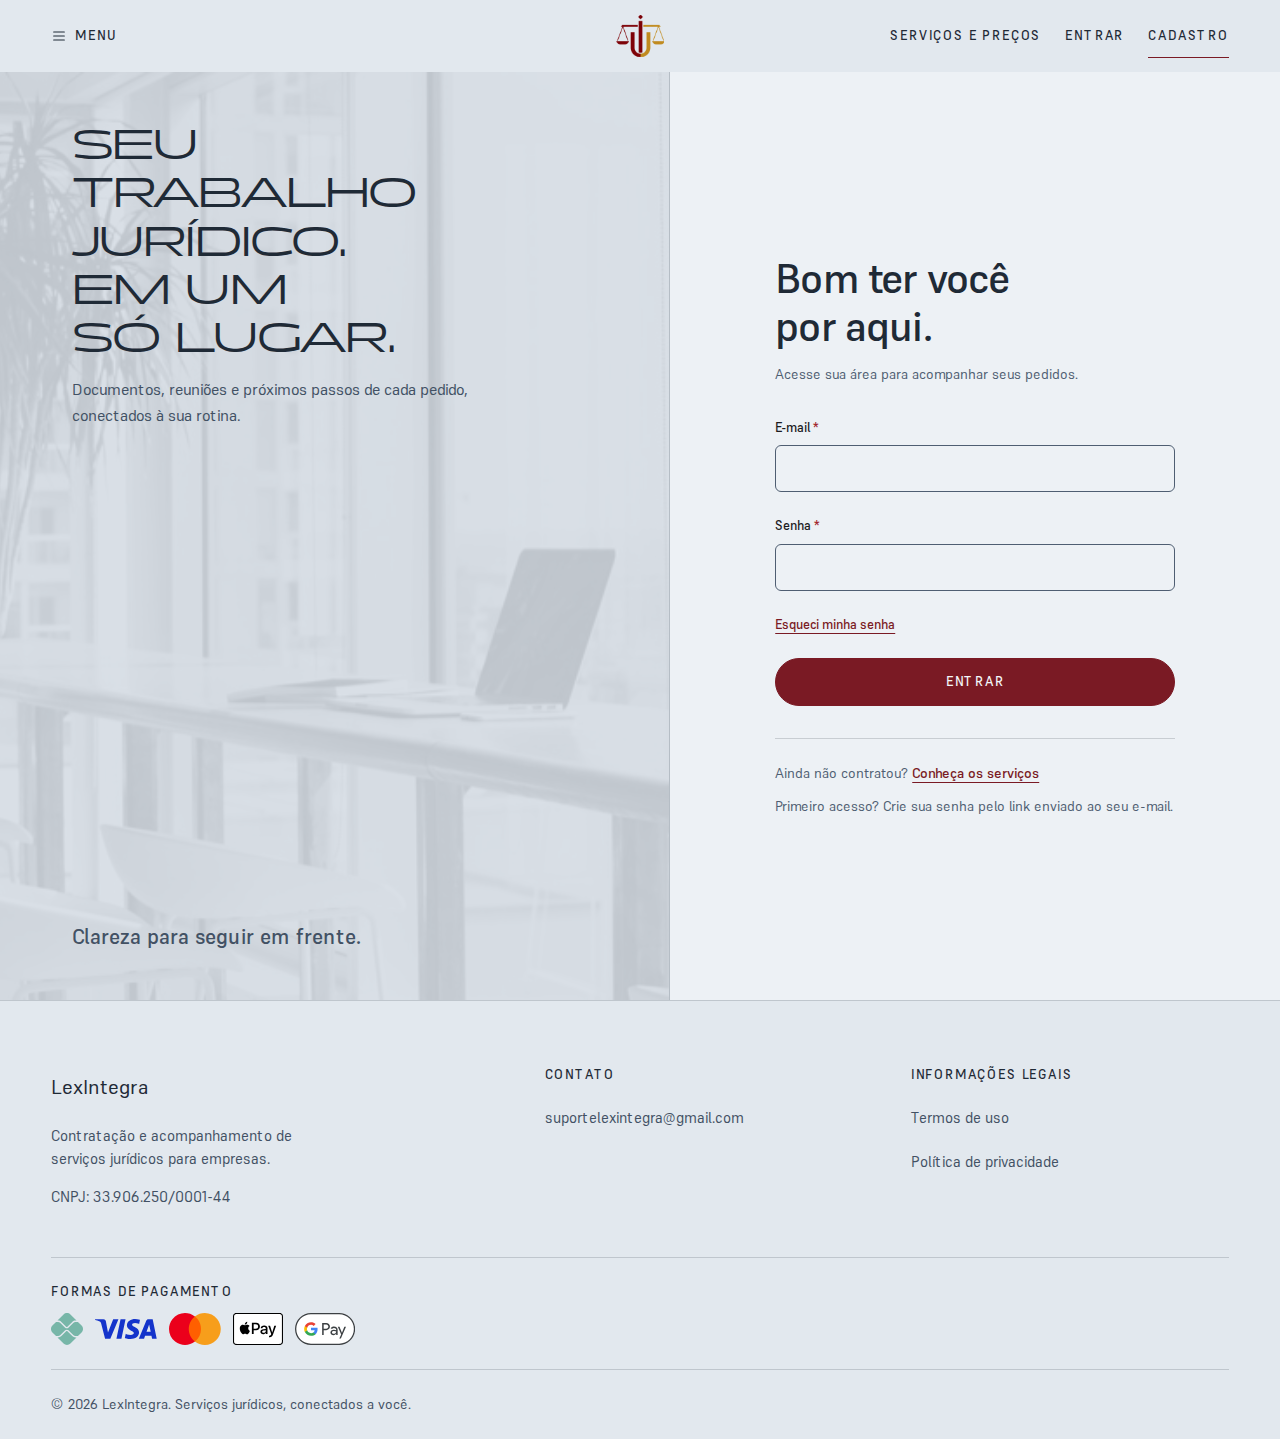 MENU
SERVIÇOS E PREÇOS
ENTRAR
CADASTRO
SEU
TRABALHO
JURÍDICO.
EM UM
SÓ LUGAR.
Documentos, reuniões e próximos passos de cada pedido,
conectados à sua rotina.
Clareza para seguir em frente.
Bom ter você
por aqui.
Acesse sua área para acompanhar seus pedidos.
E-mail *
Senha *
Esqueci minha senha
ENTRAR
Ainda não contratou? Conheça os serviços
Primeiro acesso? Crie sua senha pelo link enviado ao seu e-mail.
LexIntegra
Contratação e acompanhamento de
serviços jurídicos para empresas.
CNPJ: 33.906.250/0001-44
CONTATO
suportelexintegra@gmail.com
INFORMAÇÕES LEGAIS
Termos de uso
Política de privacidade
FORMAS DE PAGAMENTO
VISA
Pay
G Pay
© 2026 LexIntegra. Serviços jurídicos, conectados a você.